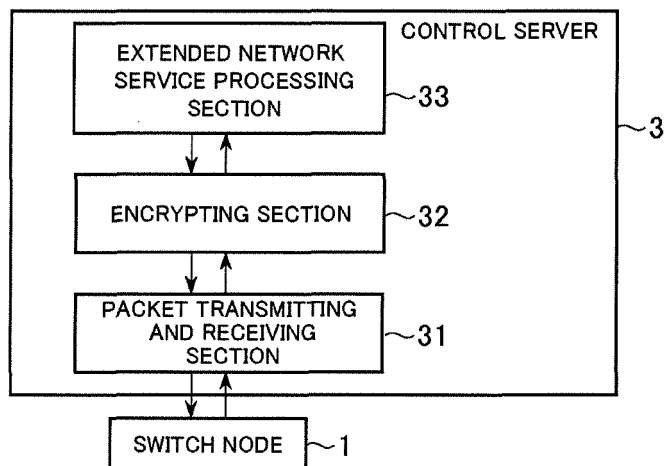 CONTROL SERVER
EXTENDED NETWORK
SERVICE PROCESSING
SECTION
33
3
ENCRYPTING SECTION
32
PACKET TRANSMITTING
AND RECEIVING
SECTION
31
SWITCH NODE
1